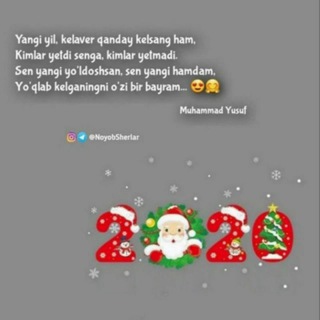 Yangi yil, kelaver qanday kelsang ham,
Kimlar yetdi senga, kimlar yetmadi.
Sen yangi yo'ldoshsan, sen yangi hamdam,
Yo'qlab kelganingni o'zi bir bayram... 😍🤗
Muhammad Yusuf
@NoyobSherlar
2020